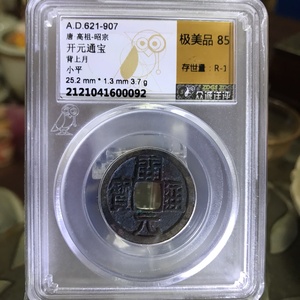 A.D.621-907
唐 高祖-昭宗
开元通宝
背上月
小平
25.2 mm * 1.3 mm 3.7 g
2121041600092
极美品 85
存世量：R-1
開
通
元
寳